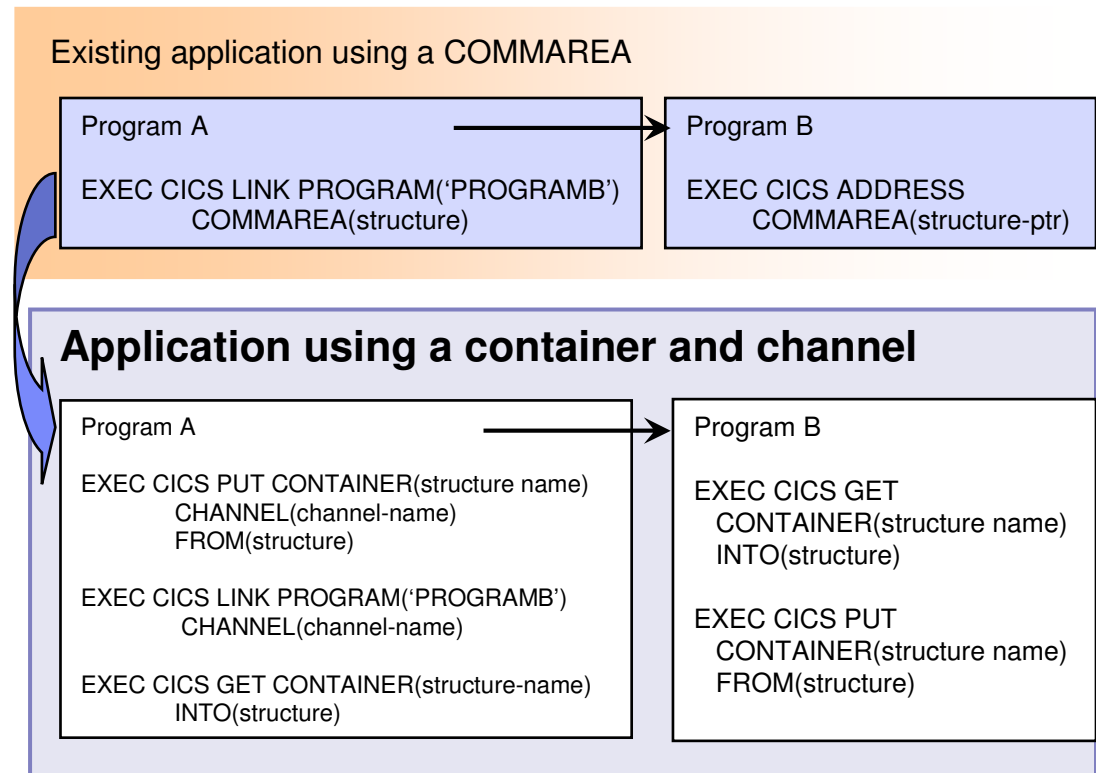 Existing application using a COMMAREA
Program A
EXEC CICS LINK PROGRAM(‘PROGRAMB’)
COMMAREA(structure)
Program B
EXEC CICS ADDRESS
COMMAREA(structure-ptr)
Application using a container and channel
Program A
EXEC CICS PUT CONTAINER(structure name)
CHANNEL(channel-name)
FROM(structure)
EXEC CICS LINK PROGRAM(‘PROGRAMB’)
CHANNEL(channel-name)
EXEC CICS GET CONTAINER(structure-name)
INTO(structure)
Program B
EXEC CICS GET
CONTAINER(structure name)
INTO(structure)
EXEC CICS PUT
CONTAINER(structure name)
FROM(structure)